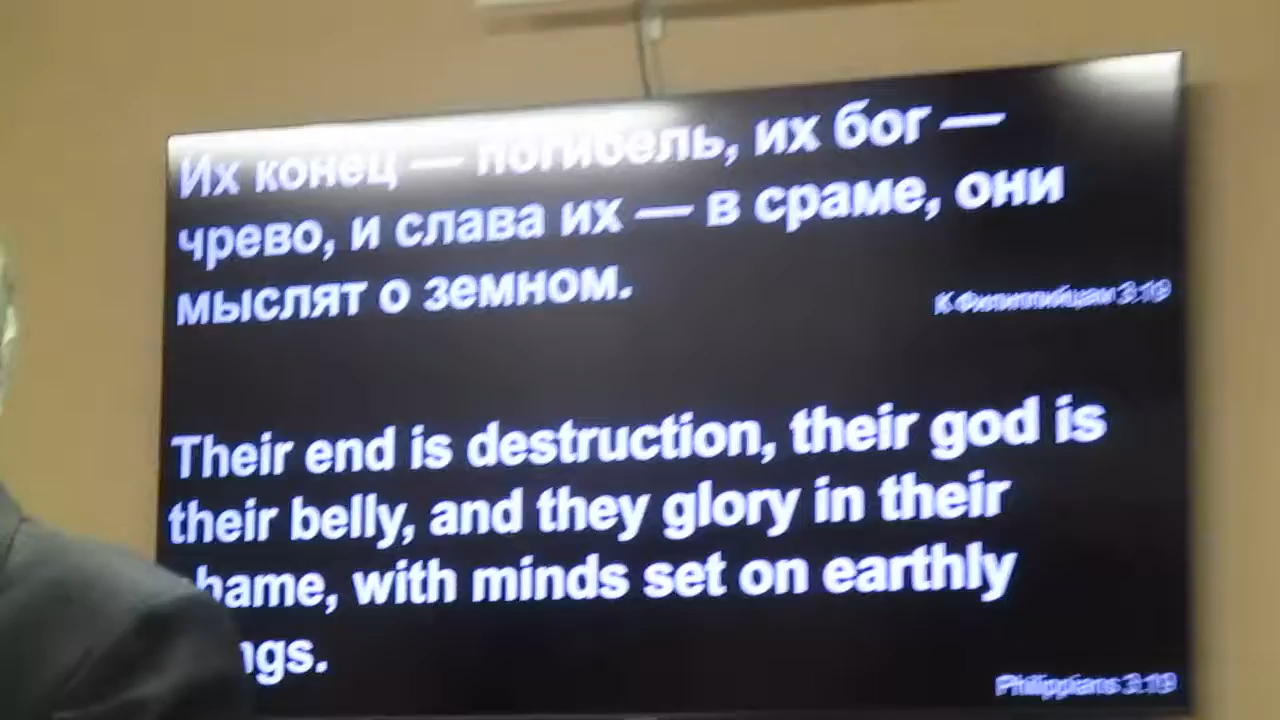 Их конец — погибель, их бог —
чрево, и слава их — в сраме, они
мыслят о земном.
К Филиппийцам 3:19
Their end is destruction, their god is
their belly, and they glory in their
hame, with minds set on earthly
ngs.
Philippians 3:19